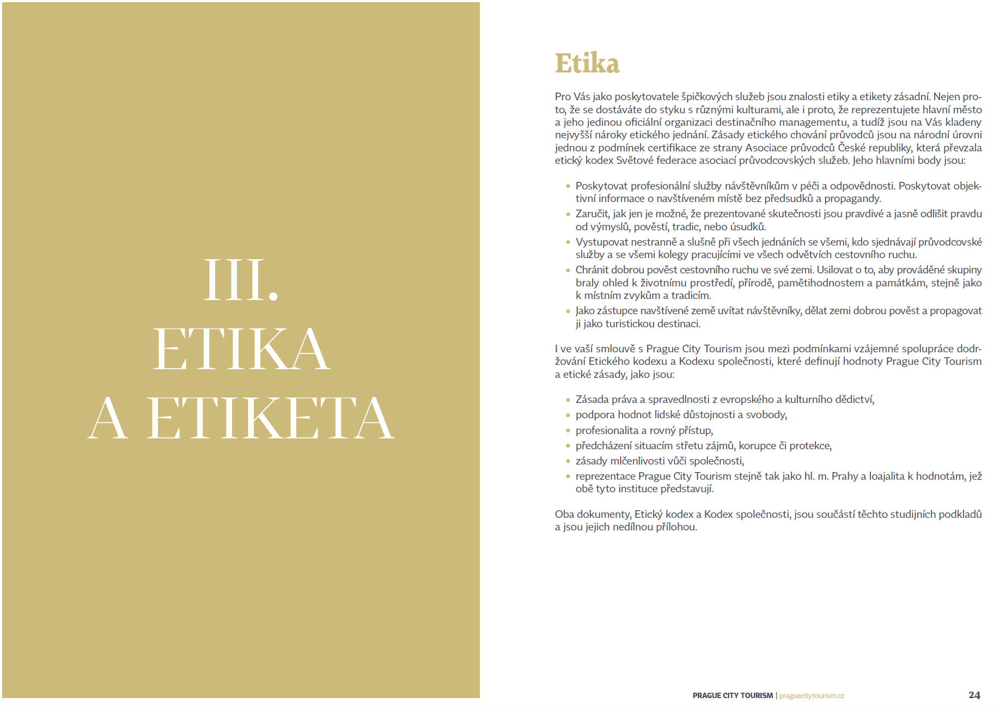 III.
ETIKA
A ETIKETA
Etika
Pro Vás jako poskytovatele špičkových služeb jsou znalosti etiky a etikety zásadní. Nejen pro-
to, že se dostáváte do styku s různými kulturami, ale i proto, že reprezentujete hlavní město
a jeho jedinou oficiální organizaci destinačního managementu, a tudíž jsou na Vás kladeny
nejvyšší nároky etického jednání. Zásady etického chování průvodců jsou na národní úrovni
jednou z podmínek certifikace ze strany Asociace průvodců České republiky, která převzala
etický kodex Světové federace asociací průvodcovských služeb. Jeho hlavními body jsou:
• Poskytovat profesionální služby návštěvníkům v péči a odpovědnosti. Poskytovat objek-
tivní informace o navštíveném místě bez předsudků a propagandy.
• Zaručit, jak jen je možné, že prezentované skutečnosti jsou pravdivé a jasně odlišit pravdu
od výmyslů, pověstí, tradic, nebo úsudků.
• Vystupovat nestranně a slušně při všech jednáních se všemi, kdo sjednávají průvodcovské
služby a se všemi kolegy pracujícími ve všech odvětvích cestovního ruchu.
• Chránit dobrou pověst cestovního ruchu ve své zemi. Usilovat o to, aby prováděné skupiny
braly ohled k životnímu prostředí, přírodě, pamětihodnostem a památkám, stejně jako
k místním zvykům a tradicím.
• Jako zástupce navštívené země uvítat návštěvníky, dělat zemi dobrou pověst a propagovat
ji jako turistickou destinaci.
I ve vaší smlouvě s Prague City Tourism jsou mezi podmínkami vzájemné spolupráce dodr-
žování Etického kodexu a Kodexu společnosti, které definují hodnoty Prague City Tourism
a etické zásady, jako jsou:
• Zásada práva a spravedlnosti z evropského a kulturního dědictví,
• podpora hodnot lidské důstojnosti a svobody,
• profesionalita a rovný přístup,
• předcházení situacím střetu zájmů, korupce či protekce,
• zásady mlčenlivosti vůči společnosti,
• reprezentace Prague City Tourism stejně tak jako hl. m. Prahy a loajalita k hodnotám, jež
obě tyto instituce představují.
Oba dokumenty, Etický kodex a Kodex společnosti, jsou součástí těchto studijních podkladů
a jsou jejich nedílnou přílohou.
PRAGUE CITY TOURISM | praguecitytourism.cz
24